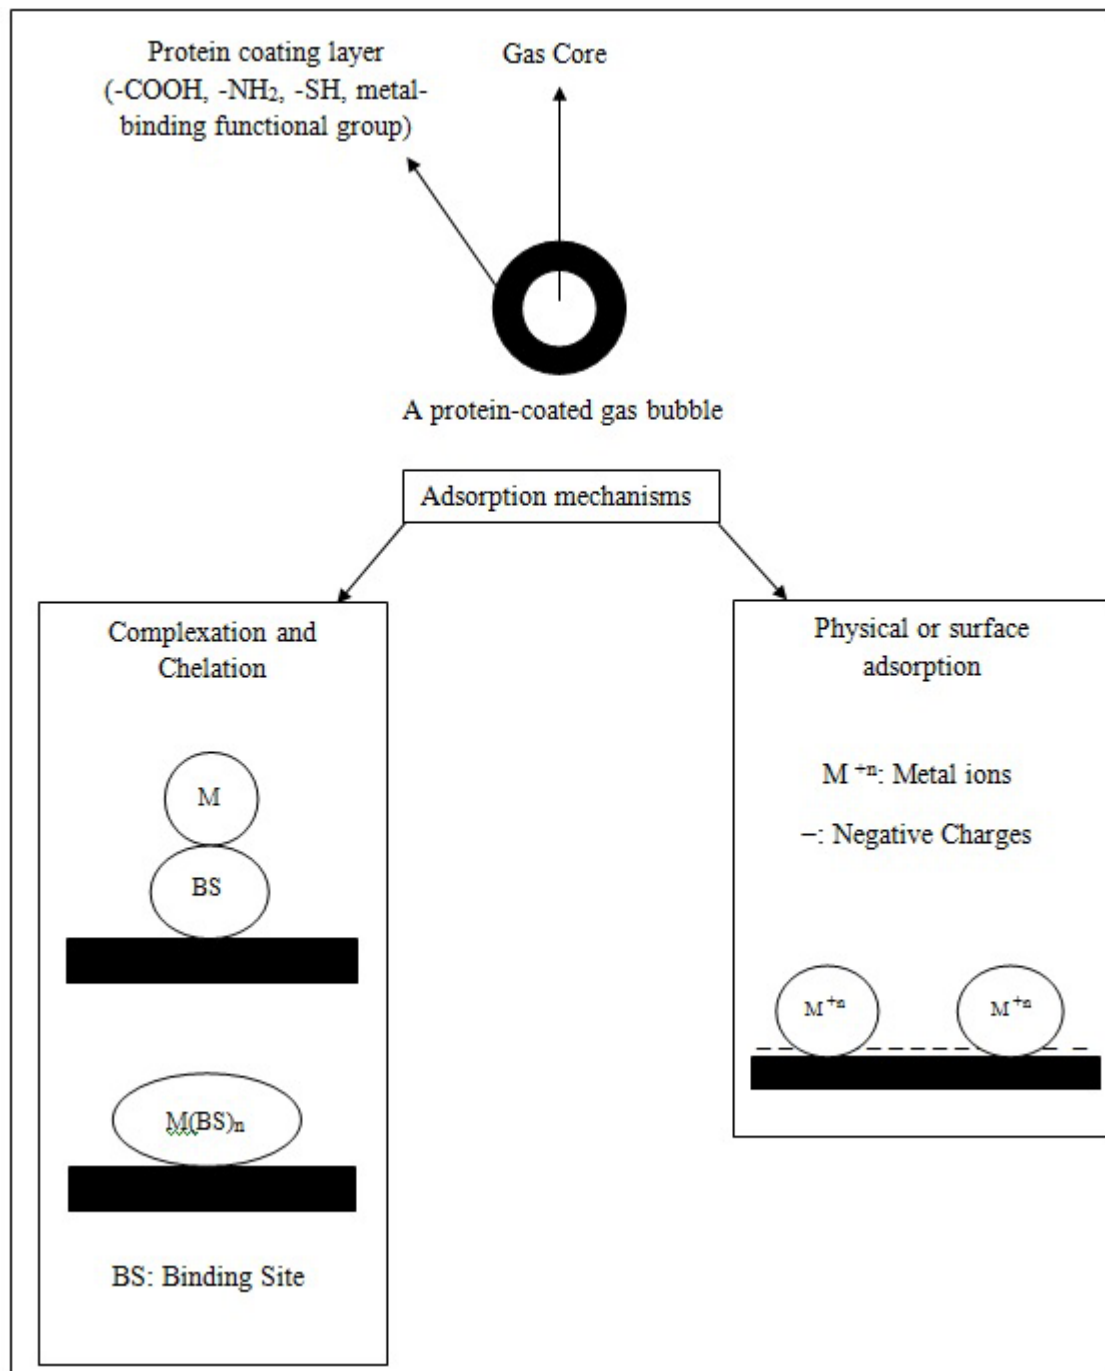 Protein coating layer
(-COOH, -NH₂, -SH, metal-
binding functional group)
Gas Core
A protein-coated gas bubble
Adsorption mechanisms
Complexation and
Chelation
M
BS
M(BS)ₙ
BS: Binding Site
Physical or surface
adsorption
M ⁺ⁿ: Metal ions
–: Negative Charges
M ⁺ⁿ
M ⁺ⁿ